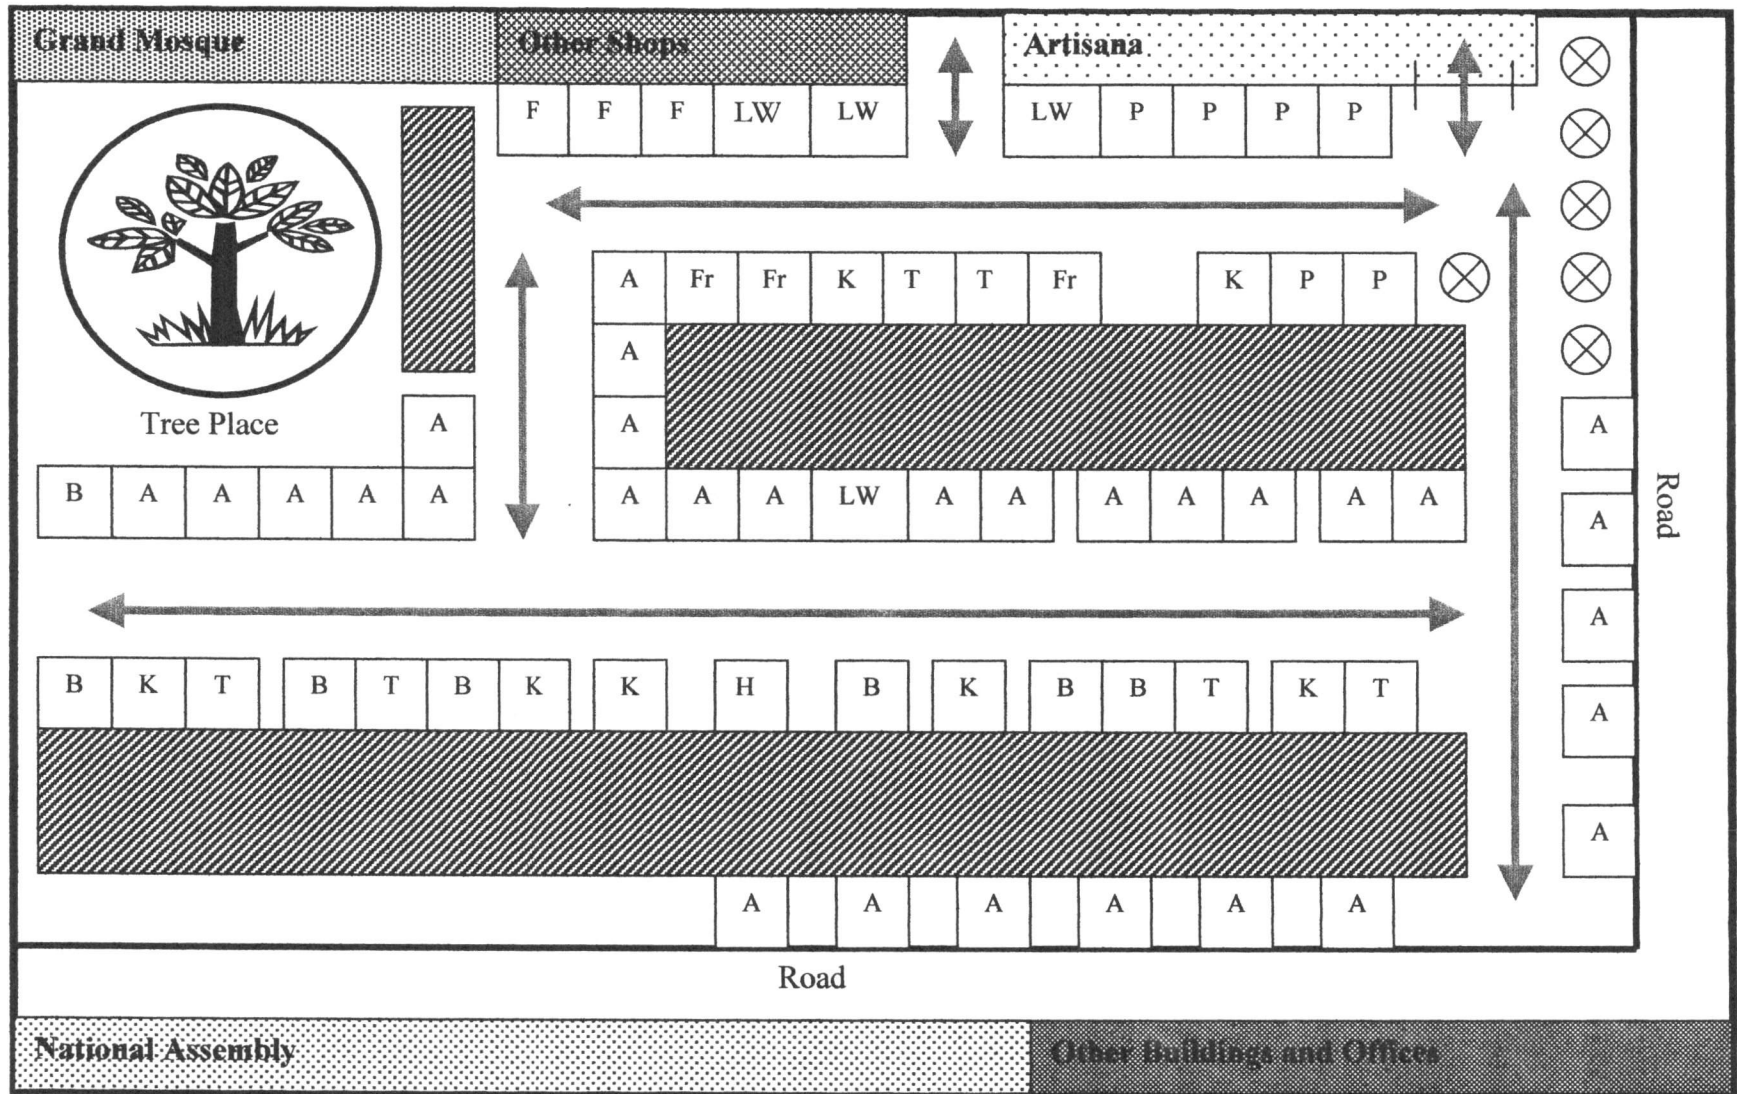 Grand Mosque Other Shops Artisana
F F F LW LW LW P P P P
A Fr Fr K T T Fr K P P
A
Tree Place A A A
B A A A A A A A A LW A A A A A A A
A
A
Road
B K T B T B K K H B K B B T K T
A
A
A A A A A A
Road
National Assembly Other Buildings and Offices